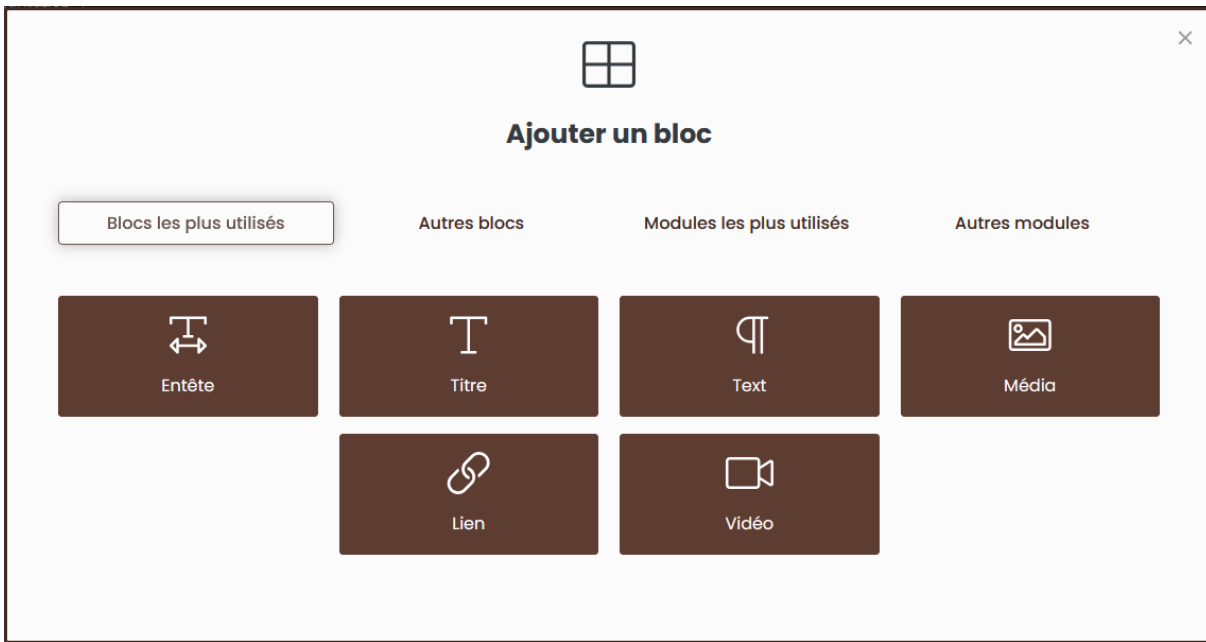 Ajouter un bloc
Blocs les plus utilisés Autres blocs Modules les plus utilisés Autres modules
Entête Titre Text Média
Lien Vidéo